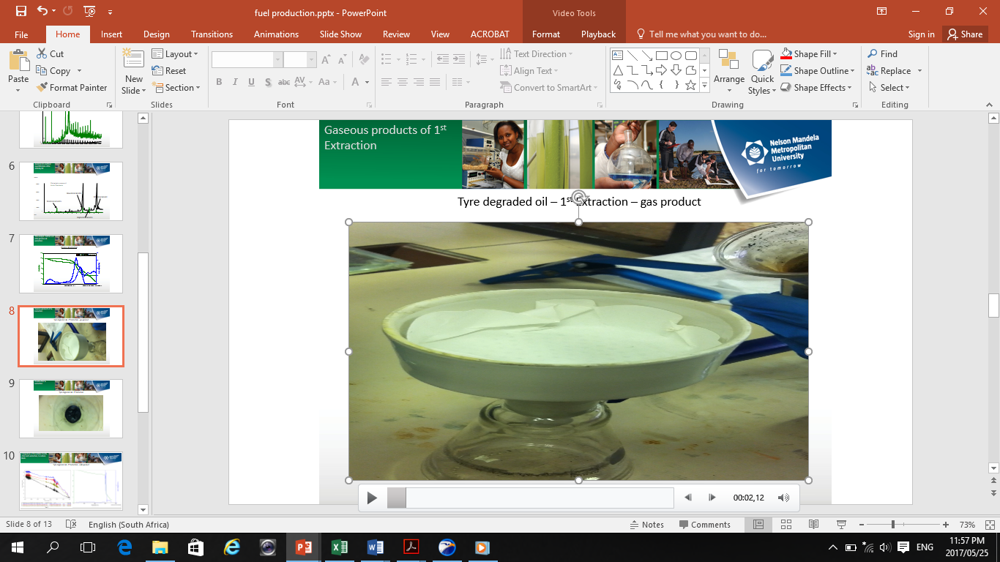 fuel production.pptx - PowerPoint
Video Tools
File
Home
Insert
Design
Transitions
Animations
Slide Show
Review
View
ACROBAT
Format
Playback
Tell me what you want to do...
Sign in
Share
Paste
Cut
Copy
Format Painter
Clipboard
New
Slide
Layout
Reset
Section
Slides
B I U S abc AV Aa A
Font
Text Direction
Align Text
Convert to SmartArt
Paragraph
Arrange
Quick
Styles
Shape Fill
Shape Outline
Shape Effects
Drawing
Find
Replace
Select
Editing
6
7
8
9
10
Gaseous products of 1st
Extraction
Nelson Mandela
Metropolitan
University
for tomorrow
Tyre degraded oil – 1st Extraction – gas product
00:02,12
Slide 8 of 13
English (South Africa)
Notes
Comments
73%
ENG
11:57 PM
2017/05/25